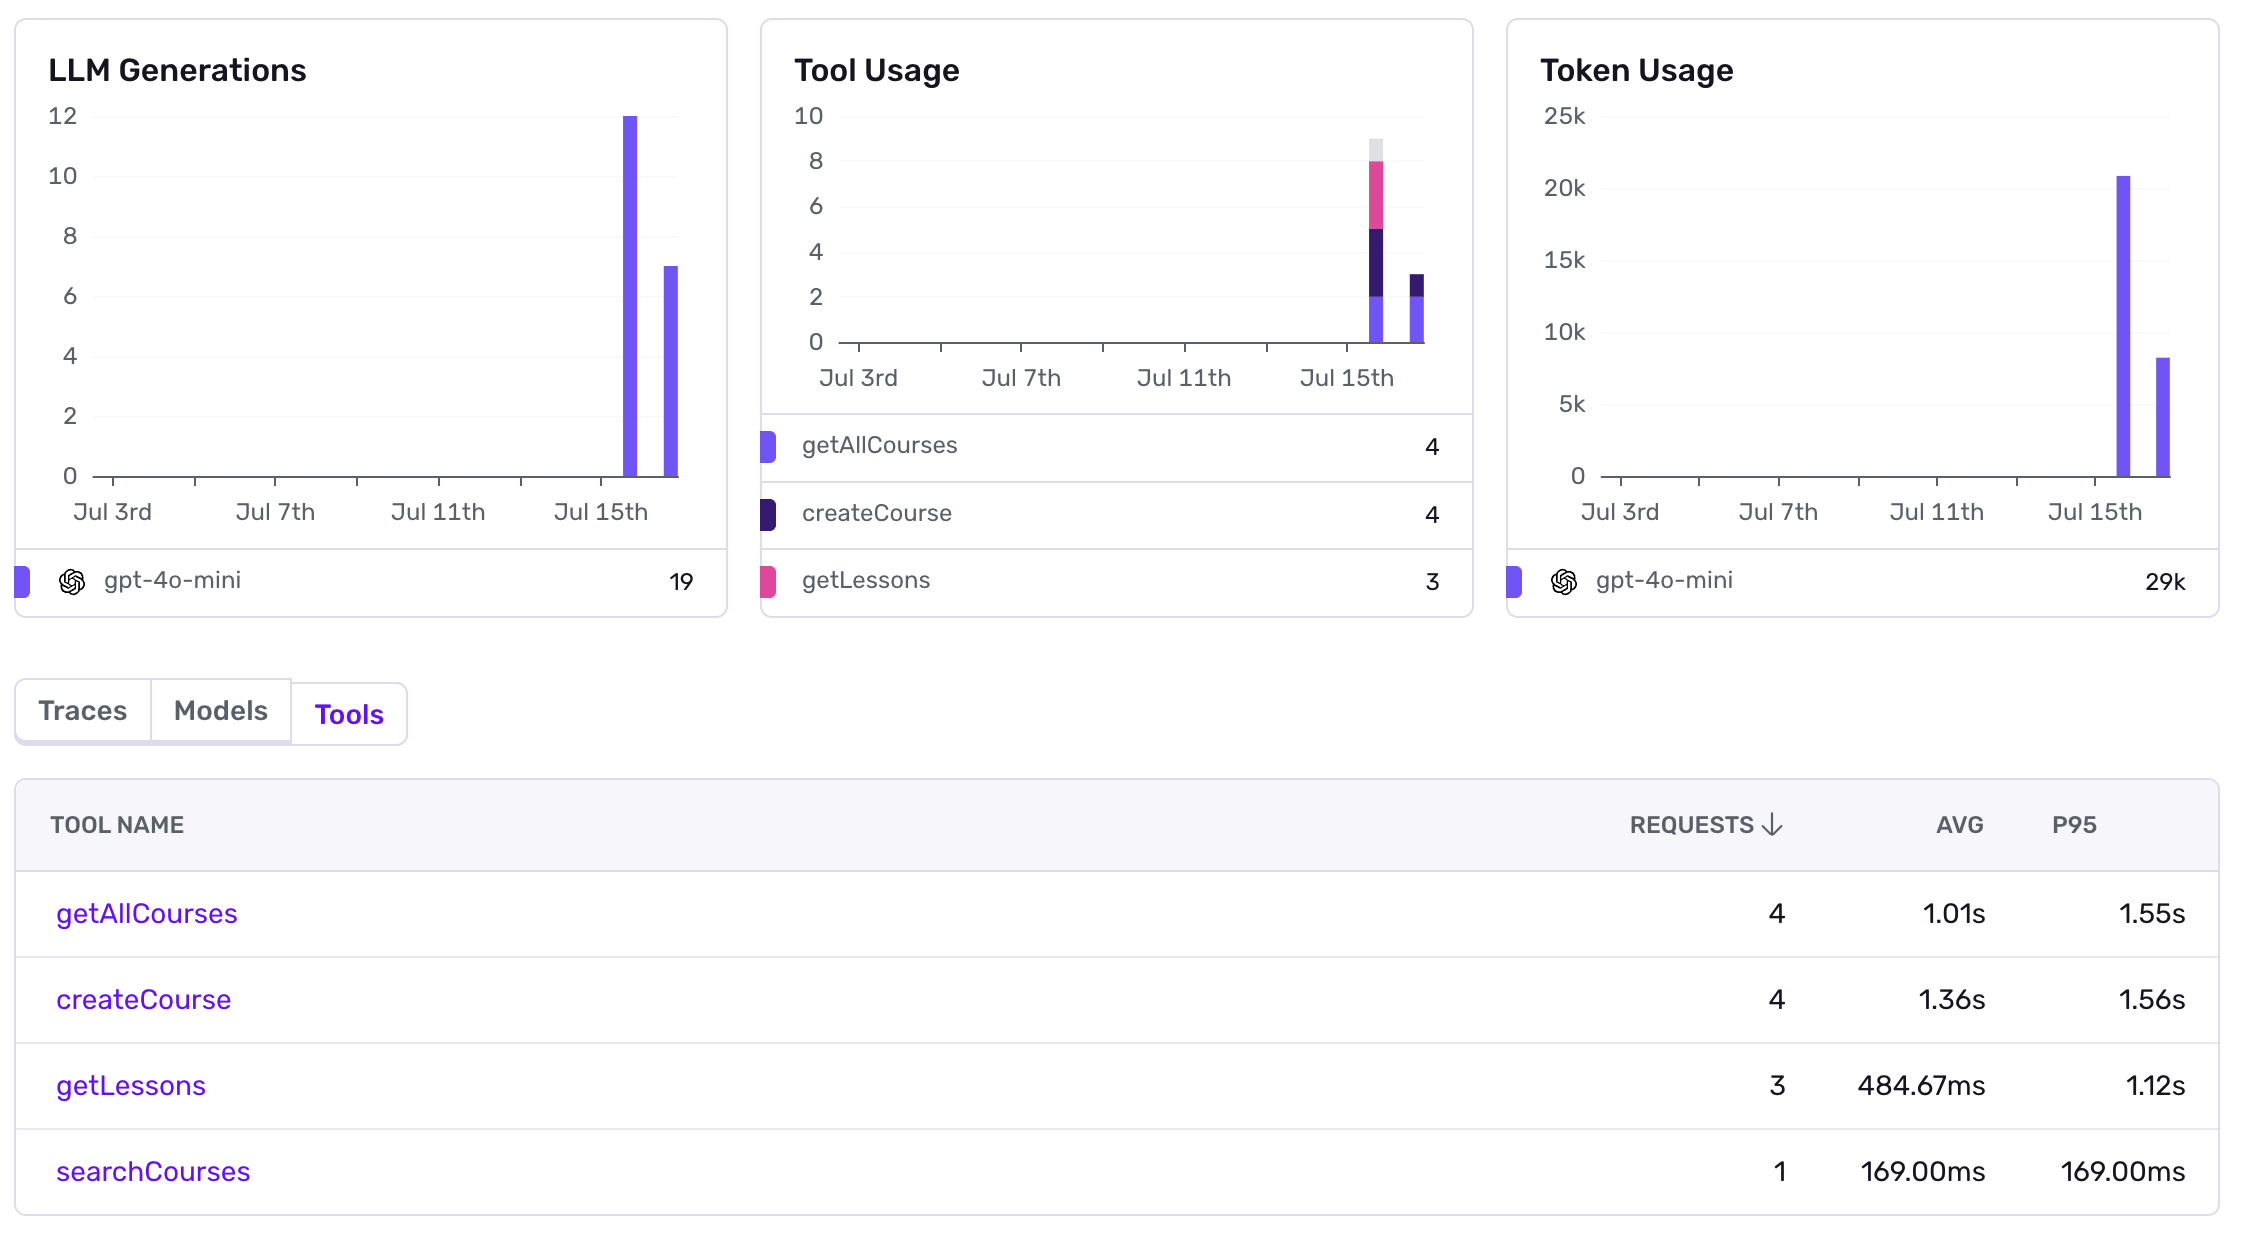 LLM Generations
12
10
8
6
4
2
0
Jul 3rd Jul 7th Jul 11th Jul 15th
gpt-4o-mini 19
Tool Usage
10
8
6
4
2
0
Jul 3rd Jul 7th Jul 11th Jul 15th
getAllCourses 4
createCourse 4
getLessons 3
Token Usage
25k
20k
15k
10k
5k
0
Jul 3rd Jul 7th Jul 11th Jul 15th
gpt-4o-mini 29k
Traces Models Tools
TOOL NAME REQUESTS AVG P95
getAllCourses 4 1.01s 1.55s
createCourse 4 1.36s 1.56s
getLessons 3 484.67ms 1.12s
searchCourses 1 169.00ms 169.00ms